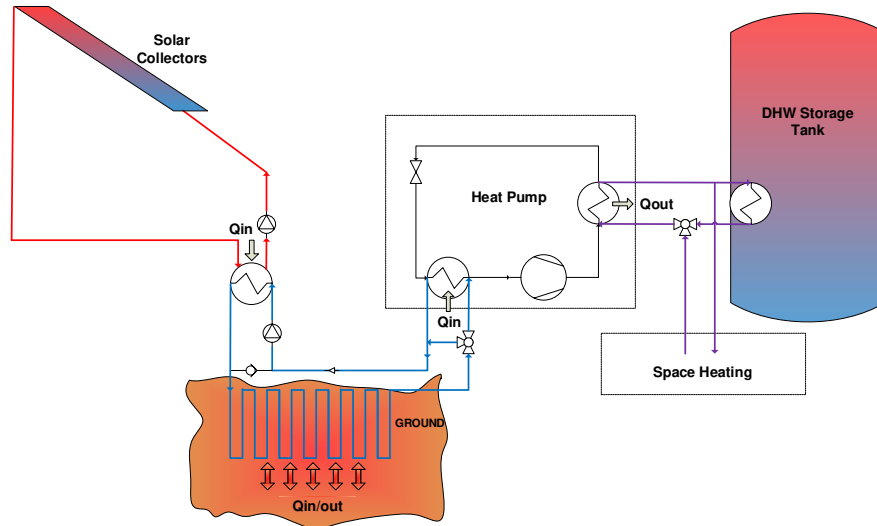 Solar
Collectors
DHW Storage
Tank
Heat Pump
Qout
Qin
Qin
Space Heating
GROUND
Qin/out